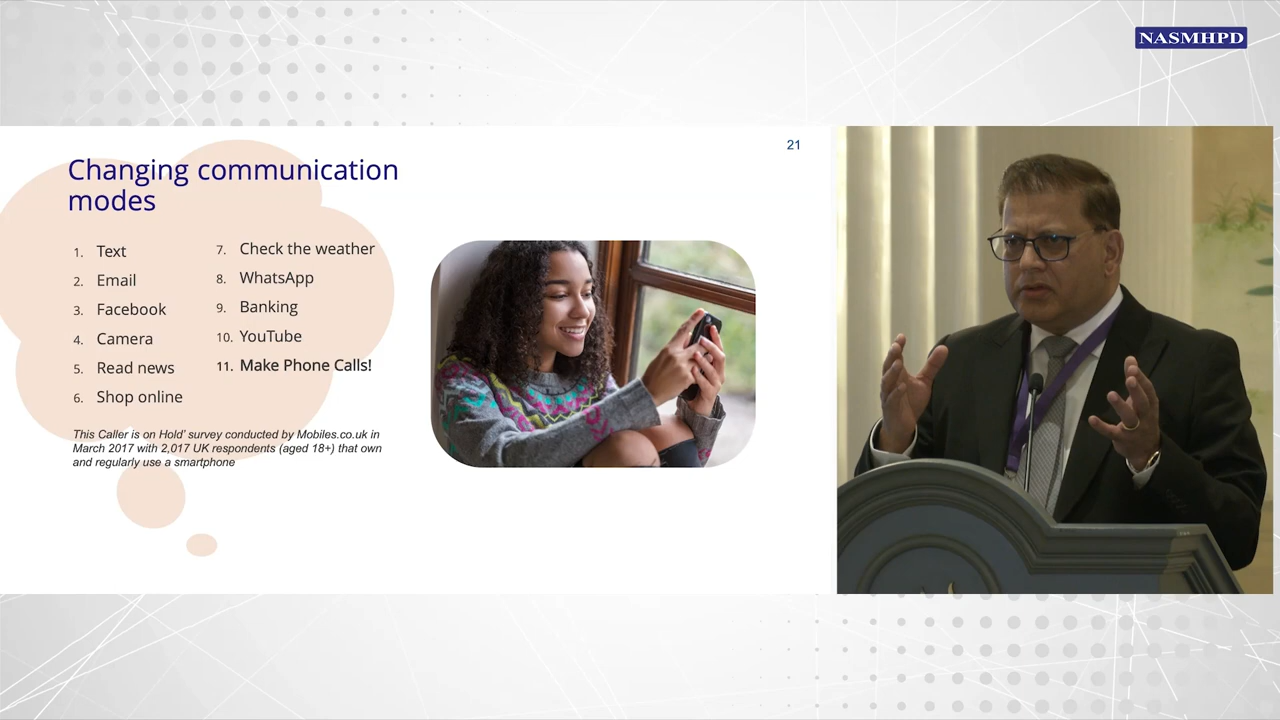 NASMHPD
21
Changing communication
modes
1. Text
2. Email
3. Facebook
4. Camera
5. Read news
6. Shop online
7. Check the weather
8. WhatsApp
9. Banking
10. YouTube
11. Make Phone Calls!
This Caller is on Hold’ survey conducted by Mobiles.co.uk in
March 2017 with 2,017 UK respondents (aged 18+) that own
and regularly use a smartphone